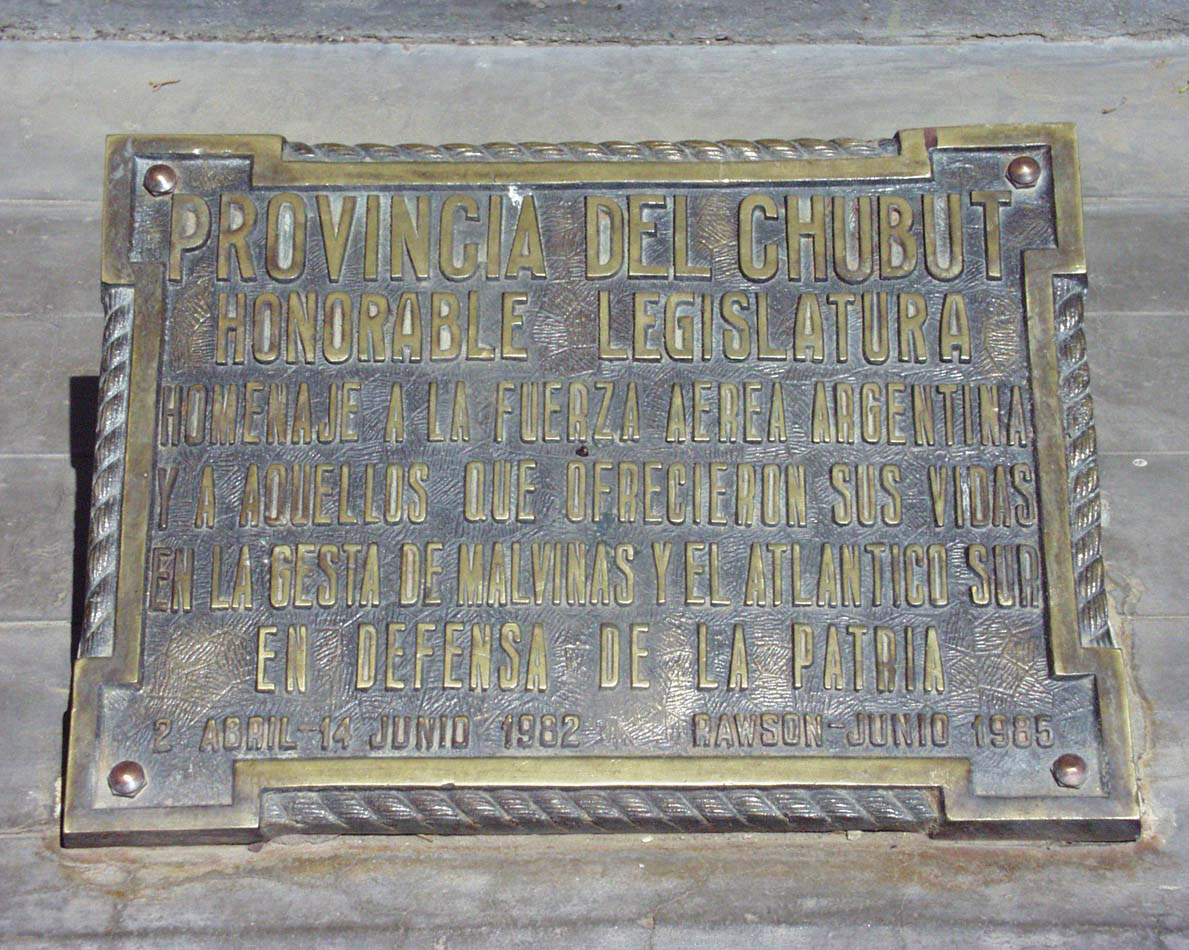 PROVINCIA DEL CHUBUT
HONORABLE LEGISLATURA
HOMENAJE A LA FUERZA AEREA ARGENTINA
Y A AQUELLOS QUE OFRECIERON SUS VIDAS
EN LA GESTA DE MALVINAS Y EL ATLANTICO SUR
EN DEFENSA DE LA PATRIA
2 ABRIL-14 JUNIO 1982 RAWSON-JUNIO 1985